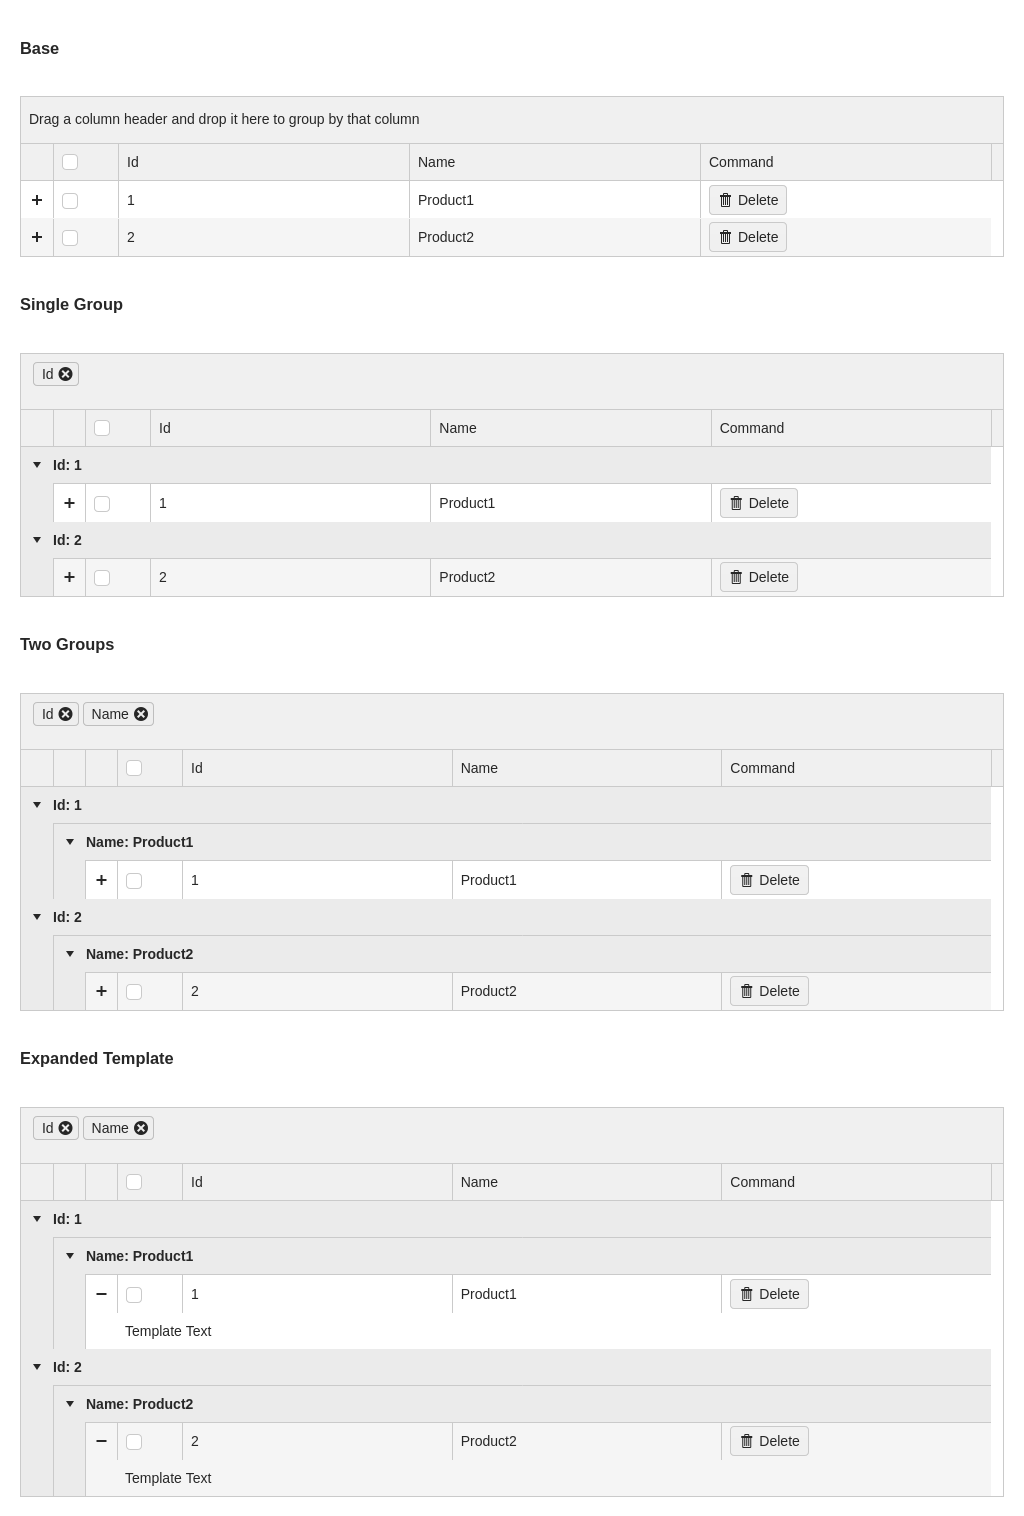 Base
Drag a column header and drop it here to group by that column
Id Name Command
1 Product1 Delete
2 Product2 Delete
Single Group
Id
Id Name Command
Id: 1
1 Product1 Delete
Id: 2
2 Product2 Delete
Two Groups
Id Name
Id Name Command
Id: 1
Name: Product1
1 Product1 Delete
Id: 2
Name: Product2
2 Product2 Delete
Expanded Template
Id Name
Id Name Command
Id: 1
Name: Product1
1 Product1 Delete
Template Text
Id: 2
Name: Product2
2 Product2 Delete
Template Text